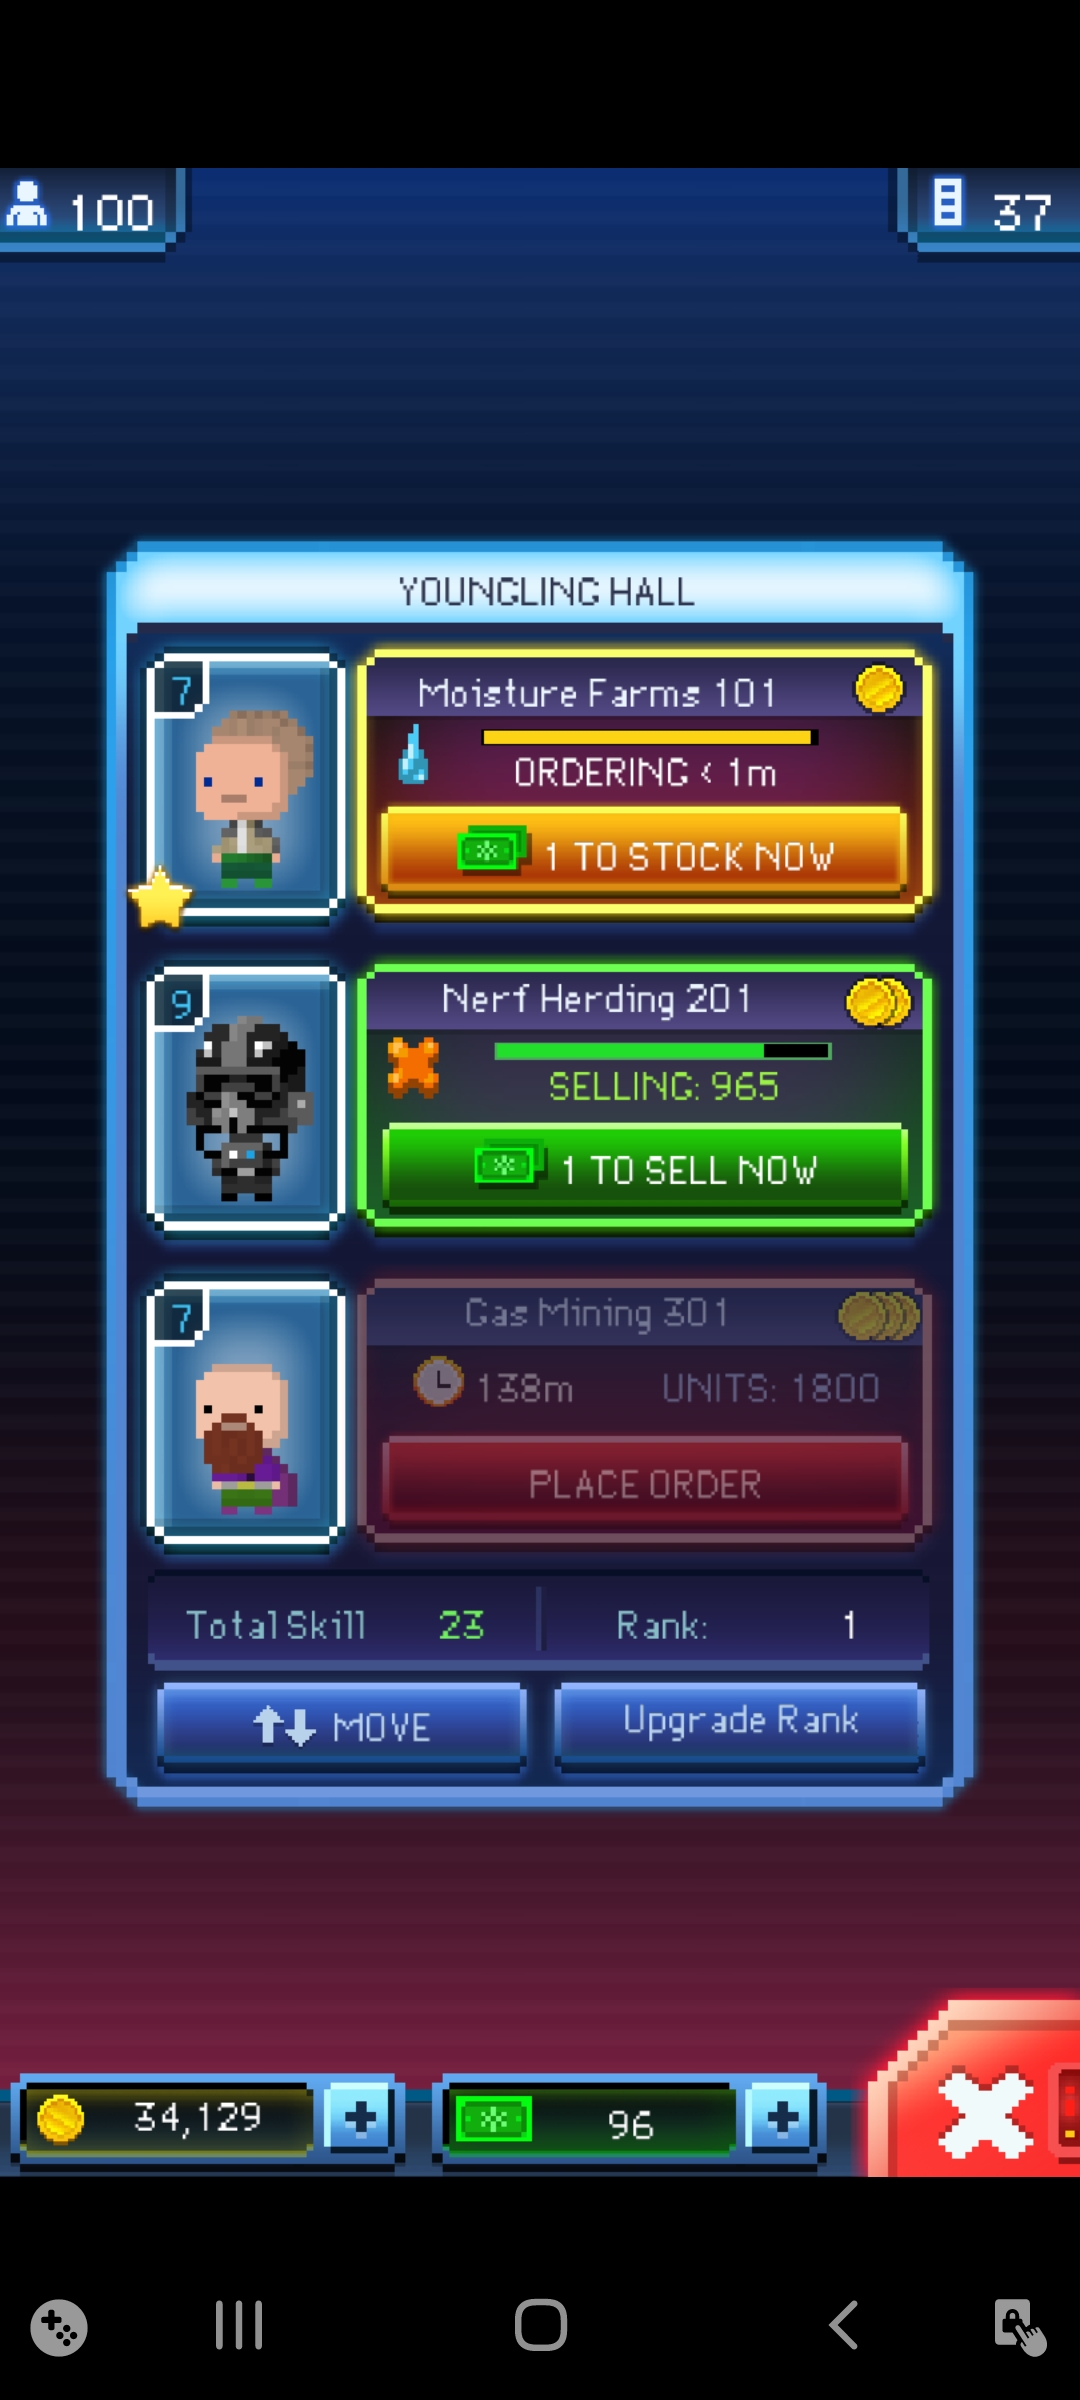 100
37
YOUNGLING HALL
7
Moisture Farms 101
ORDERING < 1m
1 TO STOCK NOW
9
Nerf Herding 201
SELLING: 965
1 TO SELL NOW
7
Gas Mining 301
138m UNITS: 1800
PLACE ORDER
Total Skill 23 Rank: 1
MOVE Upgrade Rank
34,129 + 96 +